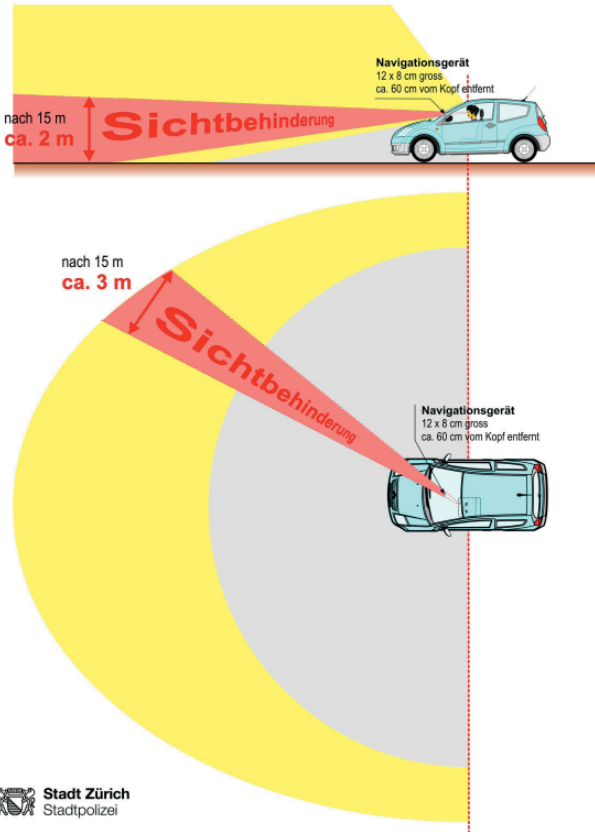 Navigationsgerät
12 x 8 cm gross
ca. 60 cm vom Kopf entfernt
nach 15 m
ca. 2 m
Sichtbehinderung
nach 15 m
ca. 3 m
Sichtbehinderung
Navigationsgerät
12 x 8 cm gross
ca. 60 cm vom Kopf entfernt
Stadt Zürich
Stadtpolizei